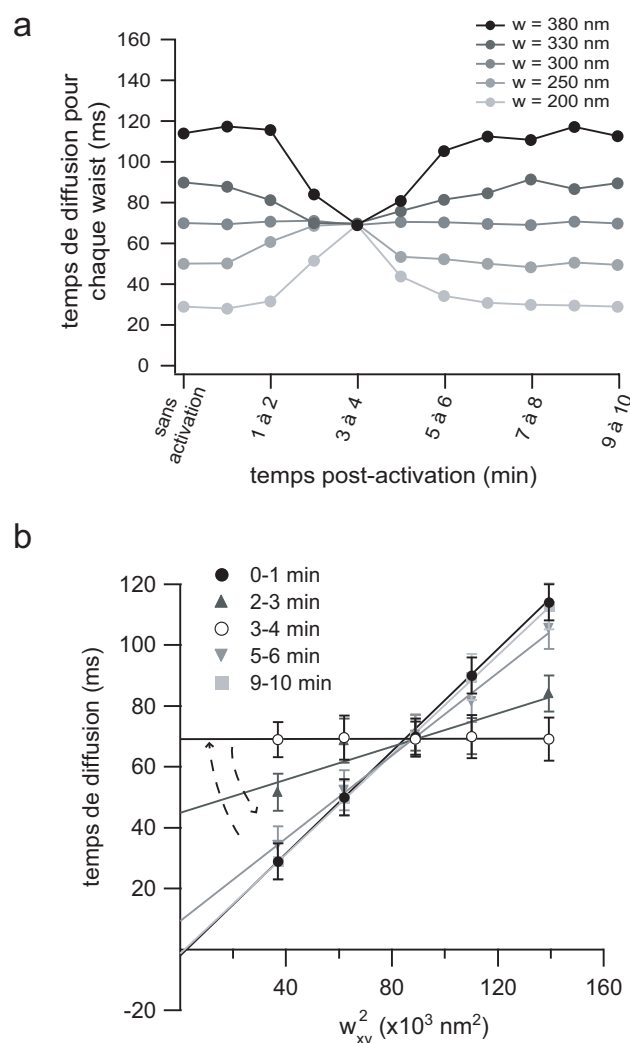 a
160
140
120
100
80
60
40
20
0
temps de diffusion pour
chaque waist (ms)
w = 380 nm
w = 330 nm
w = 300 nm
w = 250 nm
w = 200 nm
sans
activation
1 à 2
3 à 4
5 à 6
7 à 8
9 à 10
temps post-activation (min)
b
120
100
80
60
40
20
-20
temps de diffusion (ms)
0-1 min
2-3 min
3-4 min
5-6 min
9-10 min
40
80
120
160
w²xy (x10³ nm²)